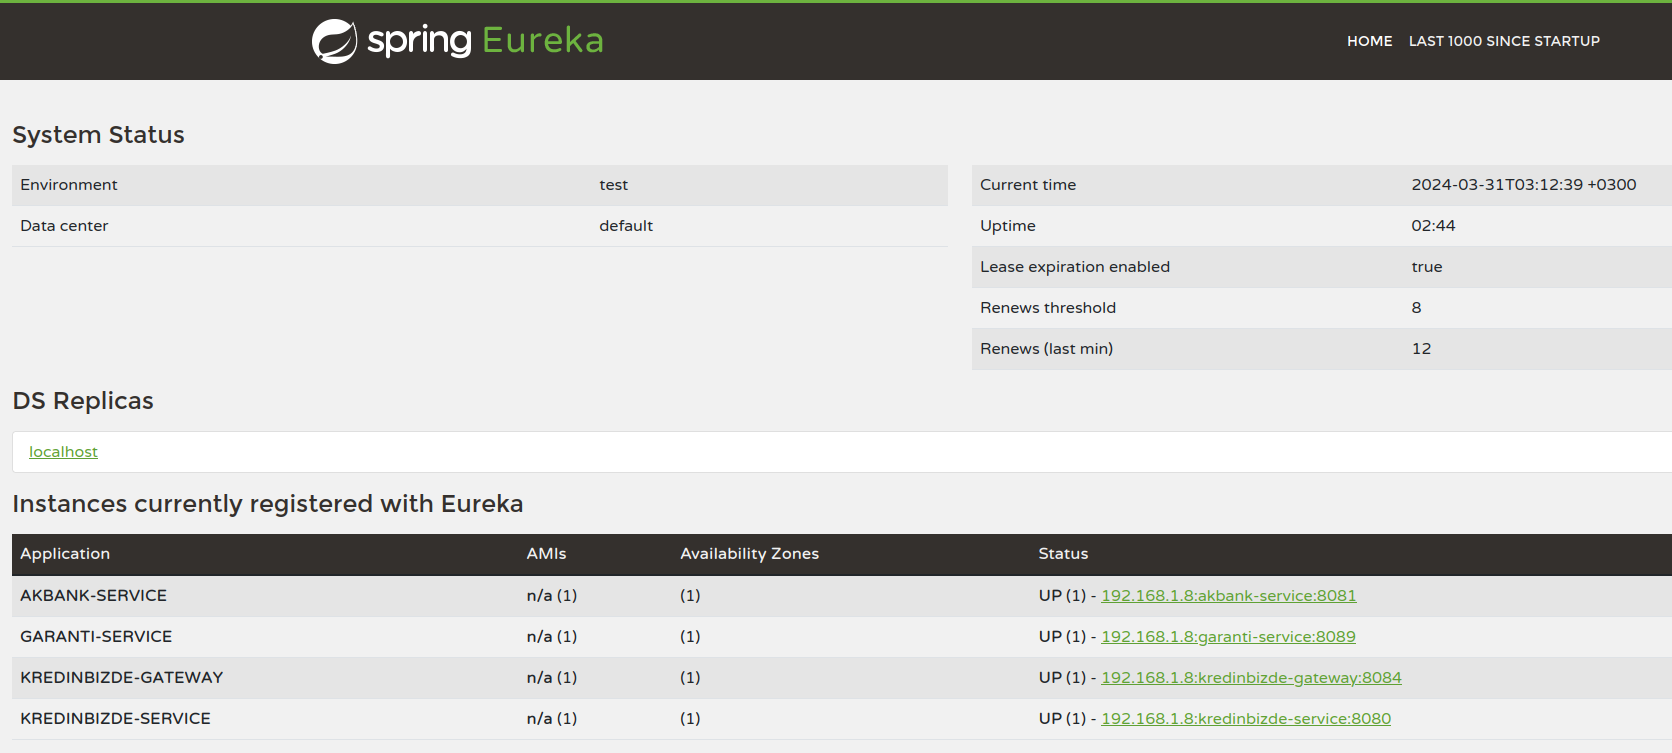 spring Eureka
HOME LAST 1000 SINCE STARTUP
System Status
Environment test
Data center default
Current time 2024-03-31T03:12:39 +0300
Uptime 02:44
Lease expiration enabled true
Renews threshold 8
Renews (last min) 12
DS Replicas
localhost
Instances currently registered with Eureka
Application AMIs Availability Zones Status
AKBANK-SERVICE n/a (1) (1) UP (1) - 192.168.1.8:akbank-service:8081
GARANTI-SERVICE n/a (1) (1) UP (1) - 192.168.1.8:garanti-service:8089
KREDINBIZDE-GATEWAY n/a (1) (1) UP (1) - 192.168.1.8:kredinbizde-gateway:8084
KREDINBIZDE-SERVICE n/a (1) (1) UP (1) - 192.168.1.8:kredinbizde-service:8080